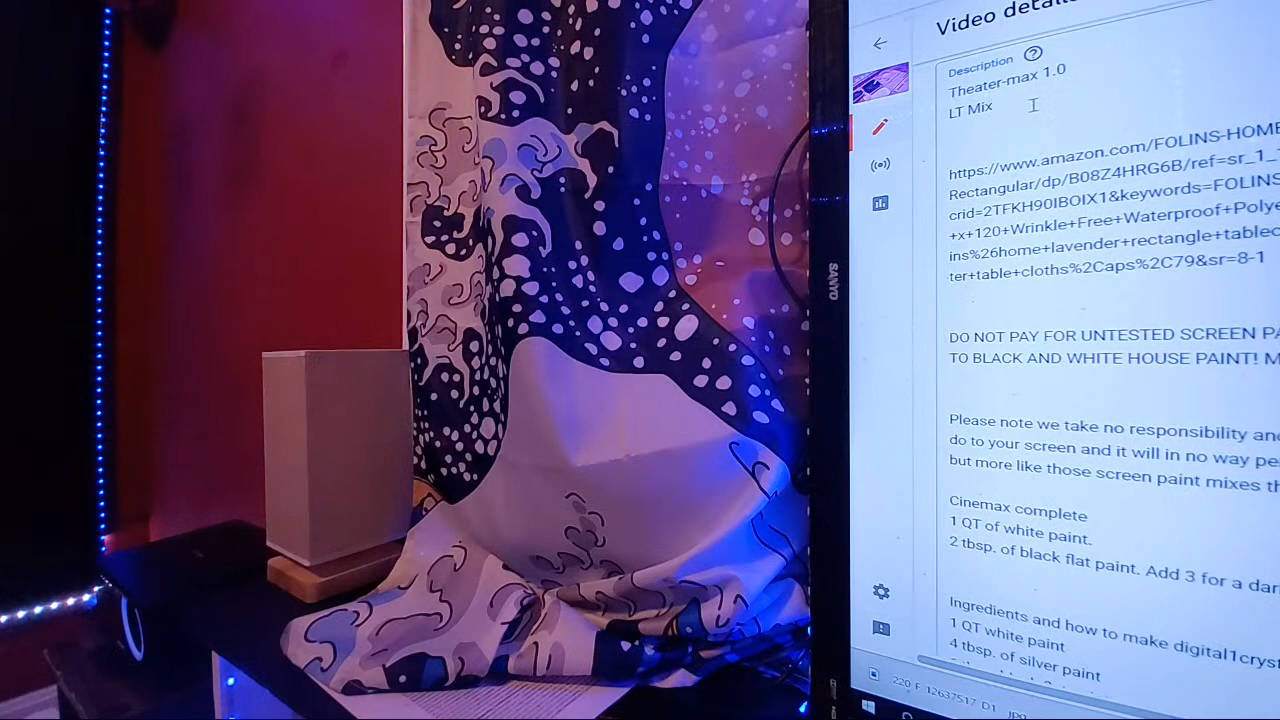 Video details
Description ?
Theater-max 1.0
LT Mix
https://www.amazon.com/FOLINS-HOME
Rectangular/dp/B08Z4HRG6B/ref=sr_1_
crid=2TFKH90IBOIX1&keywords=FOLINS
+x+120+Wrinkle+Free+Waterproof+Polye
ins%26home+lavender+rectangle+tablec
ter+table+cloths%2Caps%2C79&sr=8-1
DO NOT PAY FOR UNTESTED SCREEN PA
TO BLACK AND WHITE HOUSE PAINT! M
Please note we take no responsibility and
do to your screen and it will in no way pe
but more like those screen paint mixes th
Cinemax complete
1 QT of white paint.
2 tbsp. of black flat paint. Add 3 for a dar
Ingredients and how to make digital1cryst
1 QT white paint
4 tbsp. of silver paint
220_F_12637517_D1
SANYO